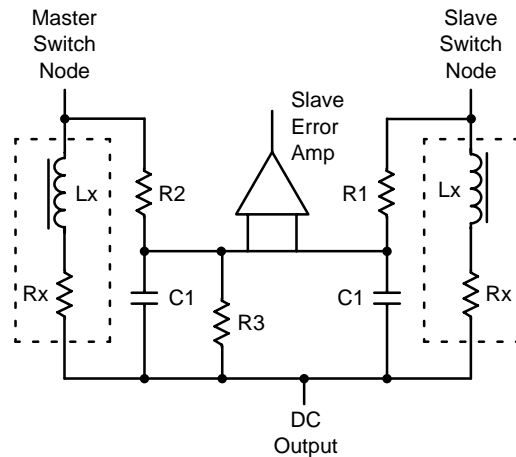 Master
Switch
Node
Slave
Switch
Node
Slave
Error
Amp
Lx
R2
R1
Lx
Rx
C1
R3
C1
Rx
DC
Output